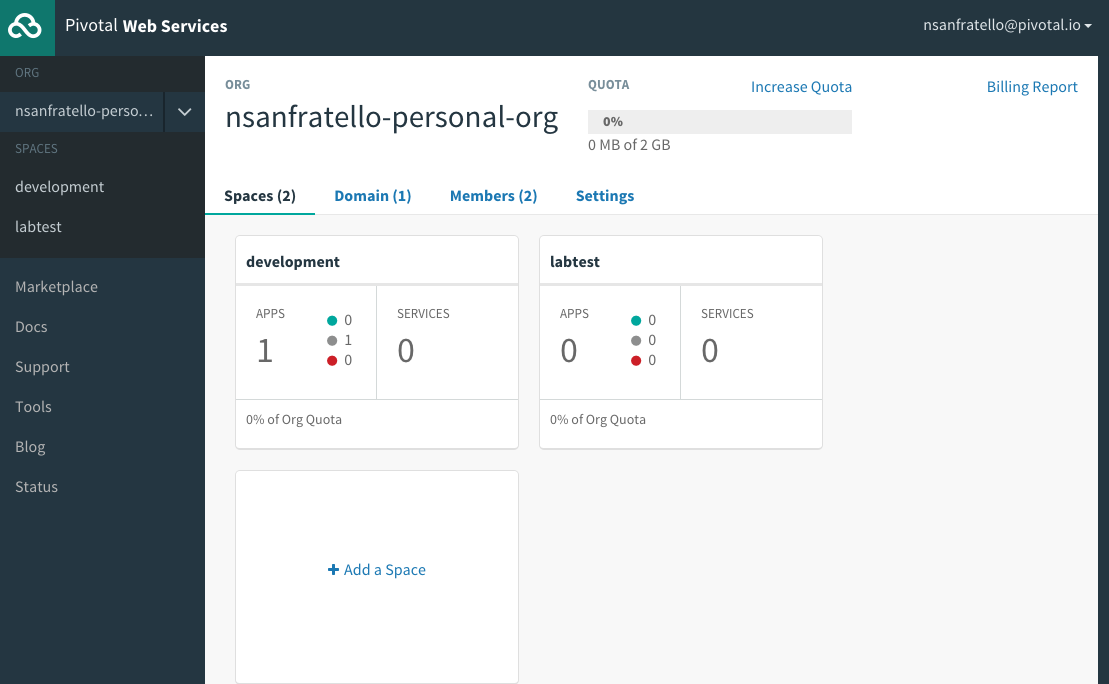 Pivotal Web Services
nsanfratello@pivotal.io
ORG
nsanfratello-perso...
SPACES
development
labtest
Marketplace
Docs
Support
Tools
Blog
Status
ORG
nsanfratello-personal-org
QUOTA
Increase Quota
0%
0 MB of 2 GB
Billing Report
Spaces (2) Domain (1) Members (2) Settings
development
APPS
1
0
1
0
SERVICES
0
0% of Org Quota
labtest
APPS
0
0
0
0
SERVICES
0
0% of Org Quota
+ Add a Space